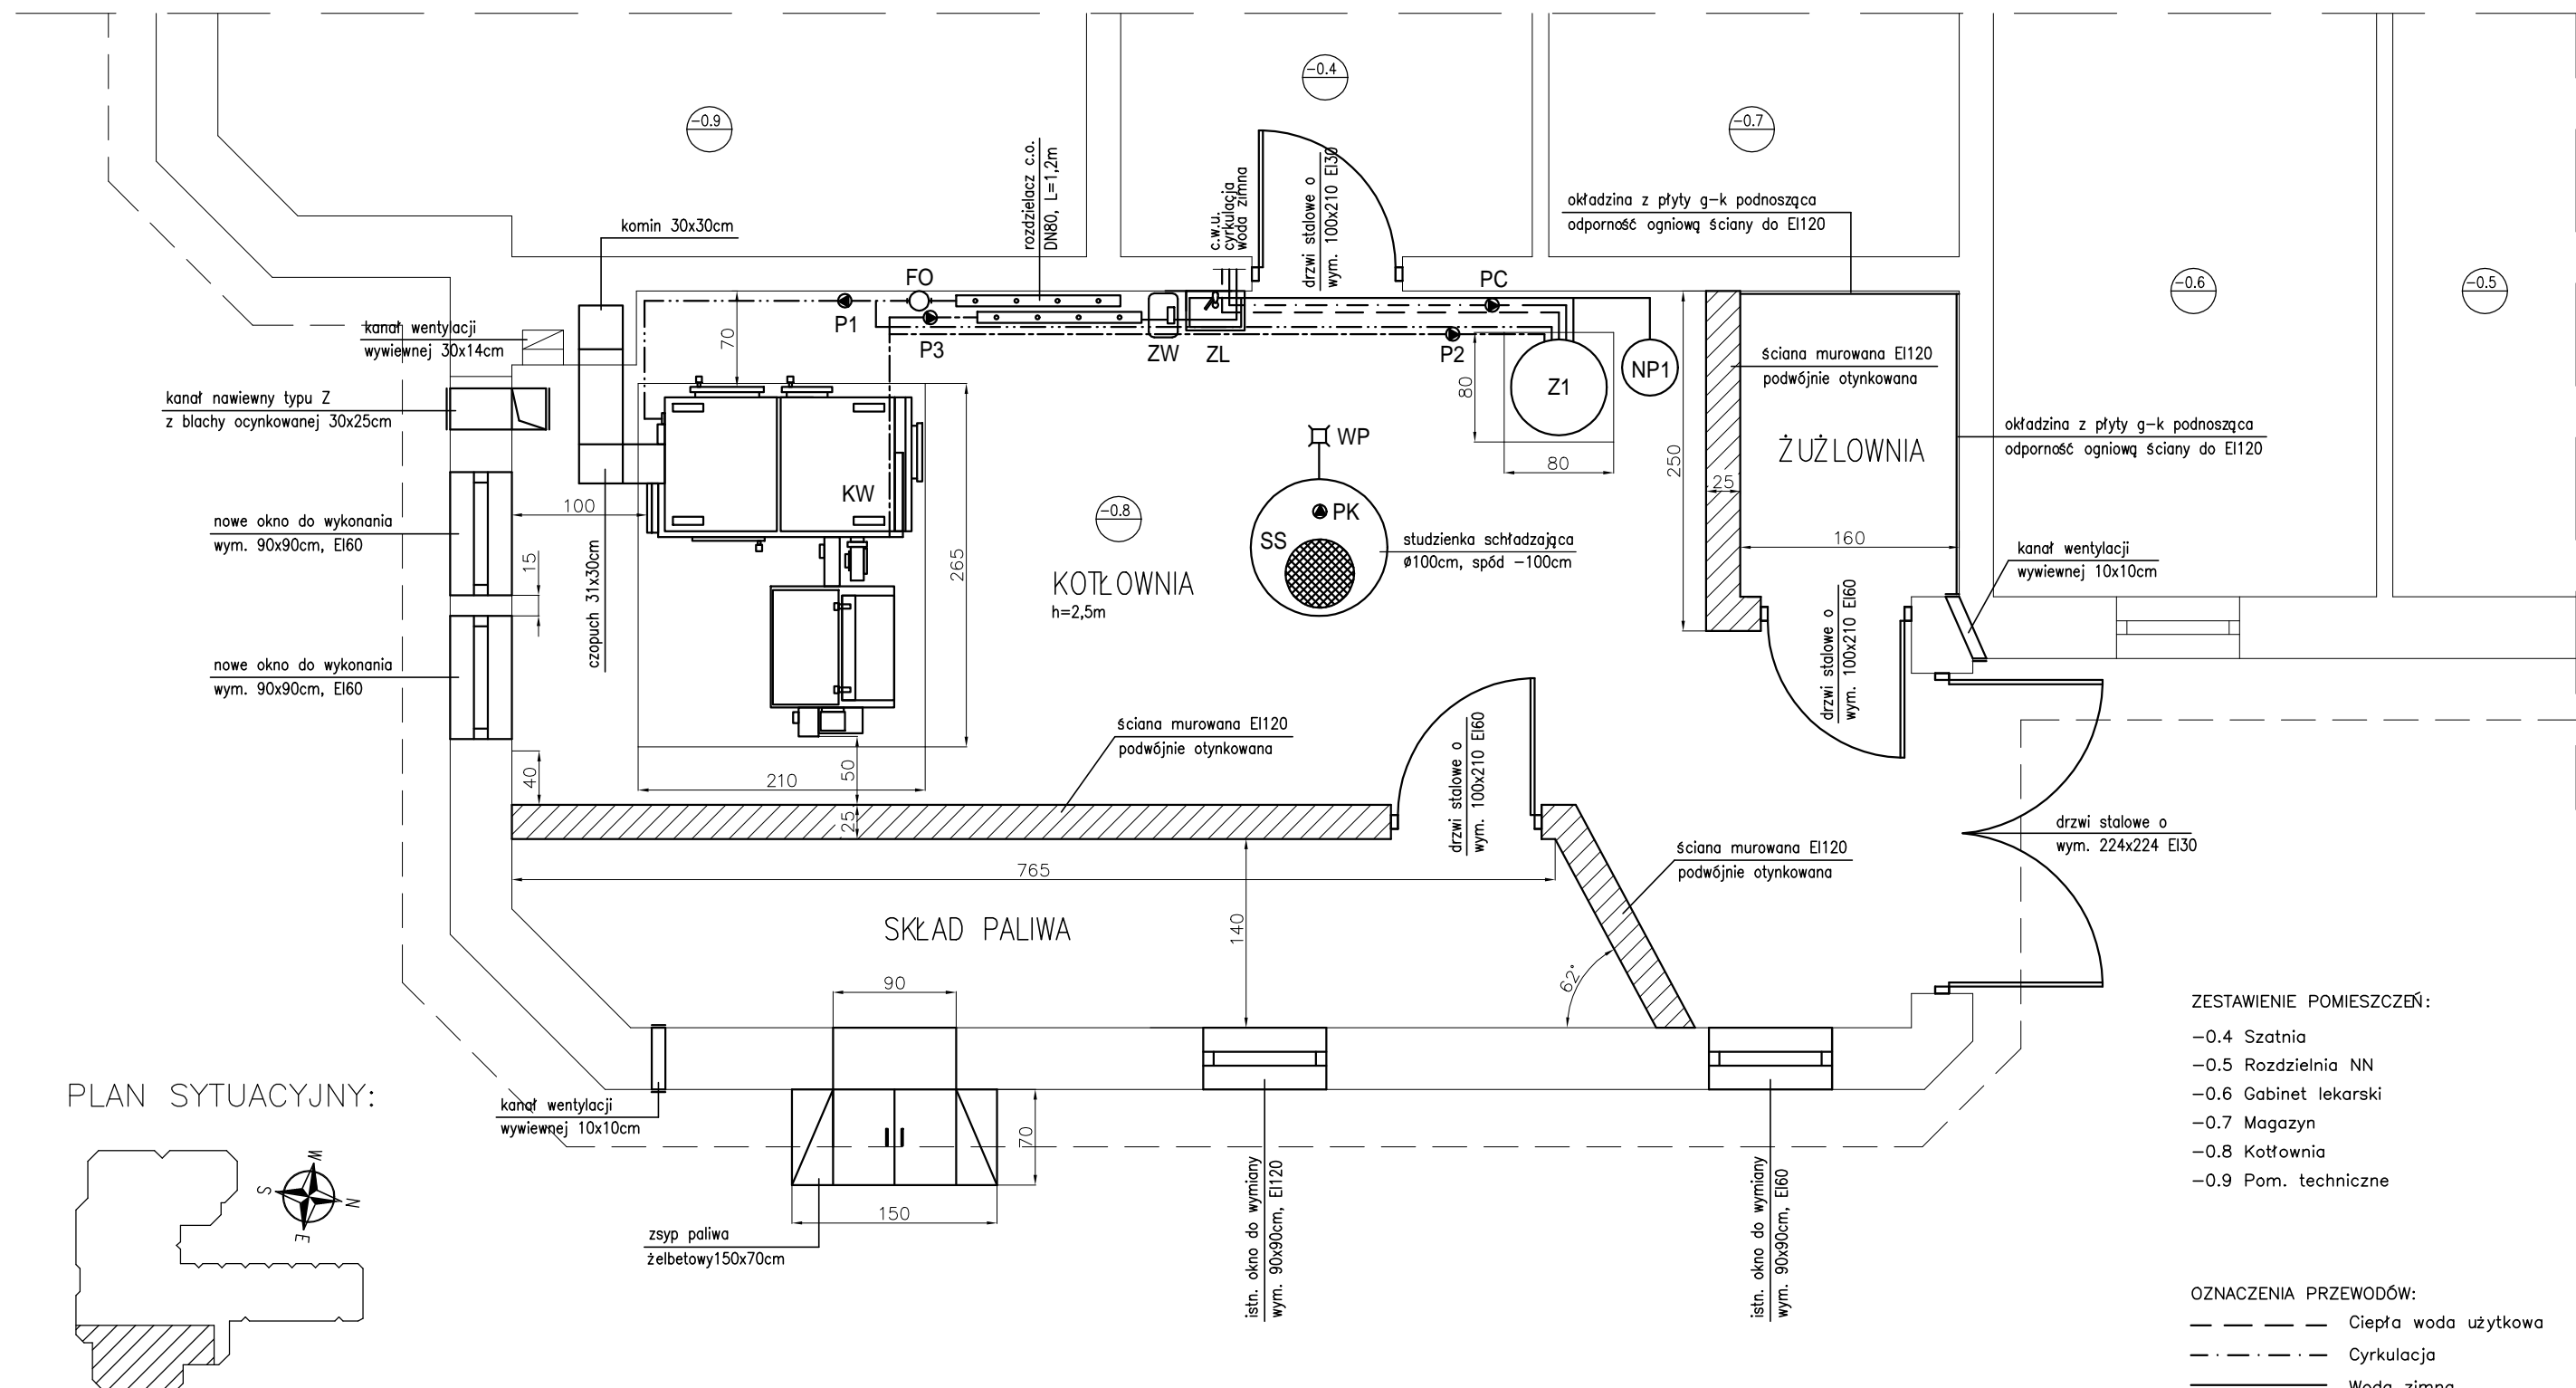 -0.9
-0.4
-0.7
-0.6
-0.5
komin 30x30cm
rozdzielacz c.o.
DN80, L=1,2m
c.w.u.
cyrkulacja
woda zimna
drzwi stalowe o
wym. 100x210 EI30
okładzina z płyty g-k podnosząca
odporność ogniową ściany do EI120
kanał wentylacji
wywiewnej 30x14cm
kanał nawiewny typu Z
z blachy ocynkowanej 30x25cm
FO
P1
P3
70
ZW
ZL
PC
P2
Z1
NP1
80
80
ściana murowana EI120
podwójnie otynkowana
ŻUŻLOWNIA
okładzina z płyty g-k podnosząca
odporność ogniową ściany do EI120
250
25
160
WP
PK
SS
studzienka schładzająca
ø100cm, spód -100cm
-0.8
KOTŁOWNIA
h=2,5m
KW
100
nowe okno do wykonania
wym. 90x90cm, EI60
15
czopuch 31x30cm
265
nowe okno do wykonania
wym. 90x90cm, EI60
kanał wentylacji
wywiewnej 10x10cm
drzwi stalowe o
wym. 100x210 EI60
ściana murowana EI120
podwójnie otynkowana
40
210
50
25
drzwi stalowe o
wym. 100x210 EI60
765
140
ściana murowana EI120
podwójnie otynkowana
drzwi stalowe o
wym. 224x224 EI30
SKŁAD PALIWA
62°
90
70
150
kanał wentylacji
wywiewnej 10x10cm
zsyp paliwa
żelbetowy150x70cm
istn. okno do wymiany
wym. 90x90cm, EI120
istn. okno do wymiany
wym. 90x90cm, EI60
PLAN SYTUACYJNY:
W
S
N
E
ZESTAWIENIE POMIESZCZEŃ:
-0.4 Szatnia
-0.5 Rozdzielnia NN
-0.6 Gabinet lekarski
-0.7 Magazyn
-0.8 Kotłownia
-0.9 Pom. techniczne
OZNACZENIA PRZEWODÓW:
Ciepła woda użytkowa
Cyrkulacja
Woda zimna